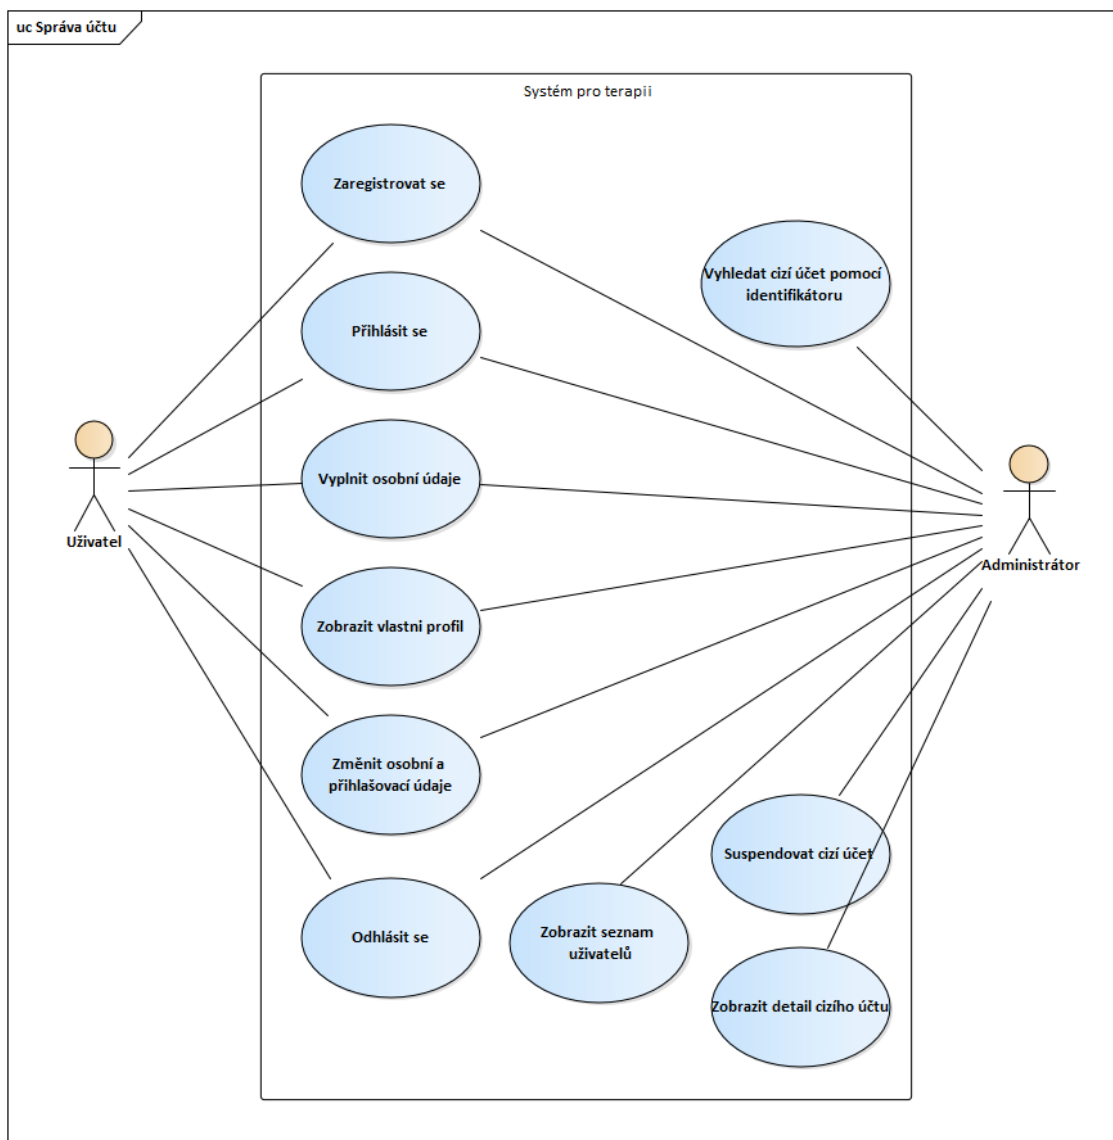 uc Správa účtu
Systém pro terapii
Zaregistrovat se
Vyhledat cizí účet pomocí
identifikátoru
Přihlásit se
Vyplnit osobní údaje
Uživatel
Administrátor
Zobrazit vlastni profil
Změnit osobní a
přihlašovací údaje
Suspendovat cizí účet
Odhlásit se
Zobrazit seznam
uživatelů
Zobrazit detail cizího účtu